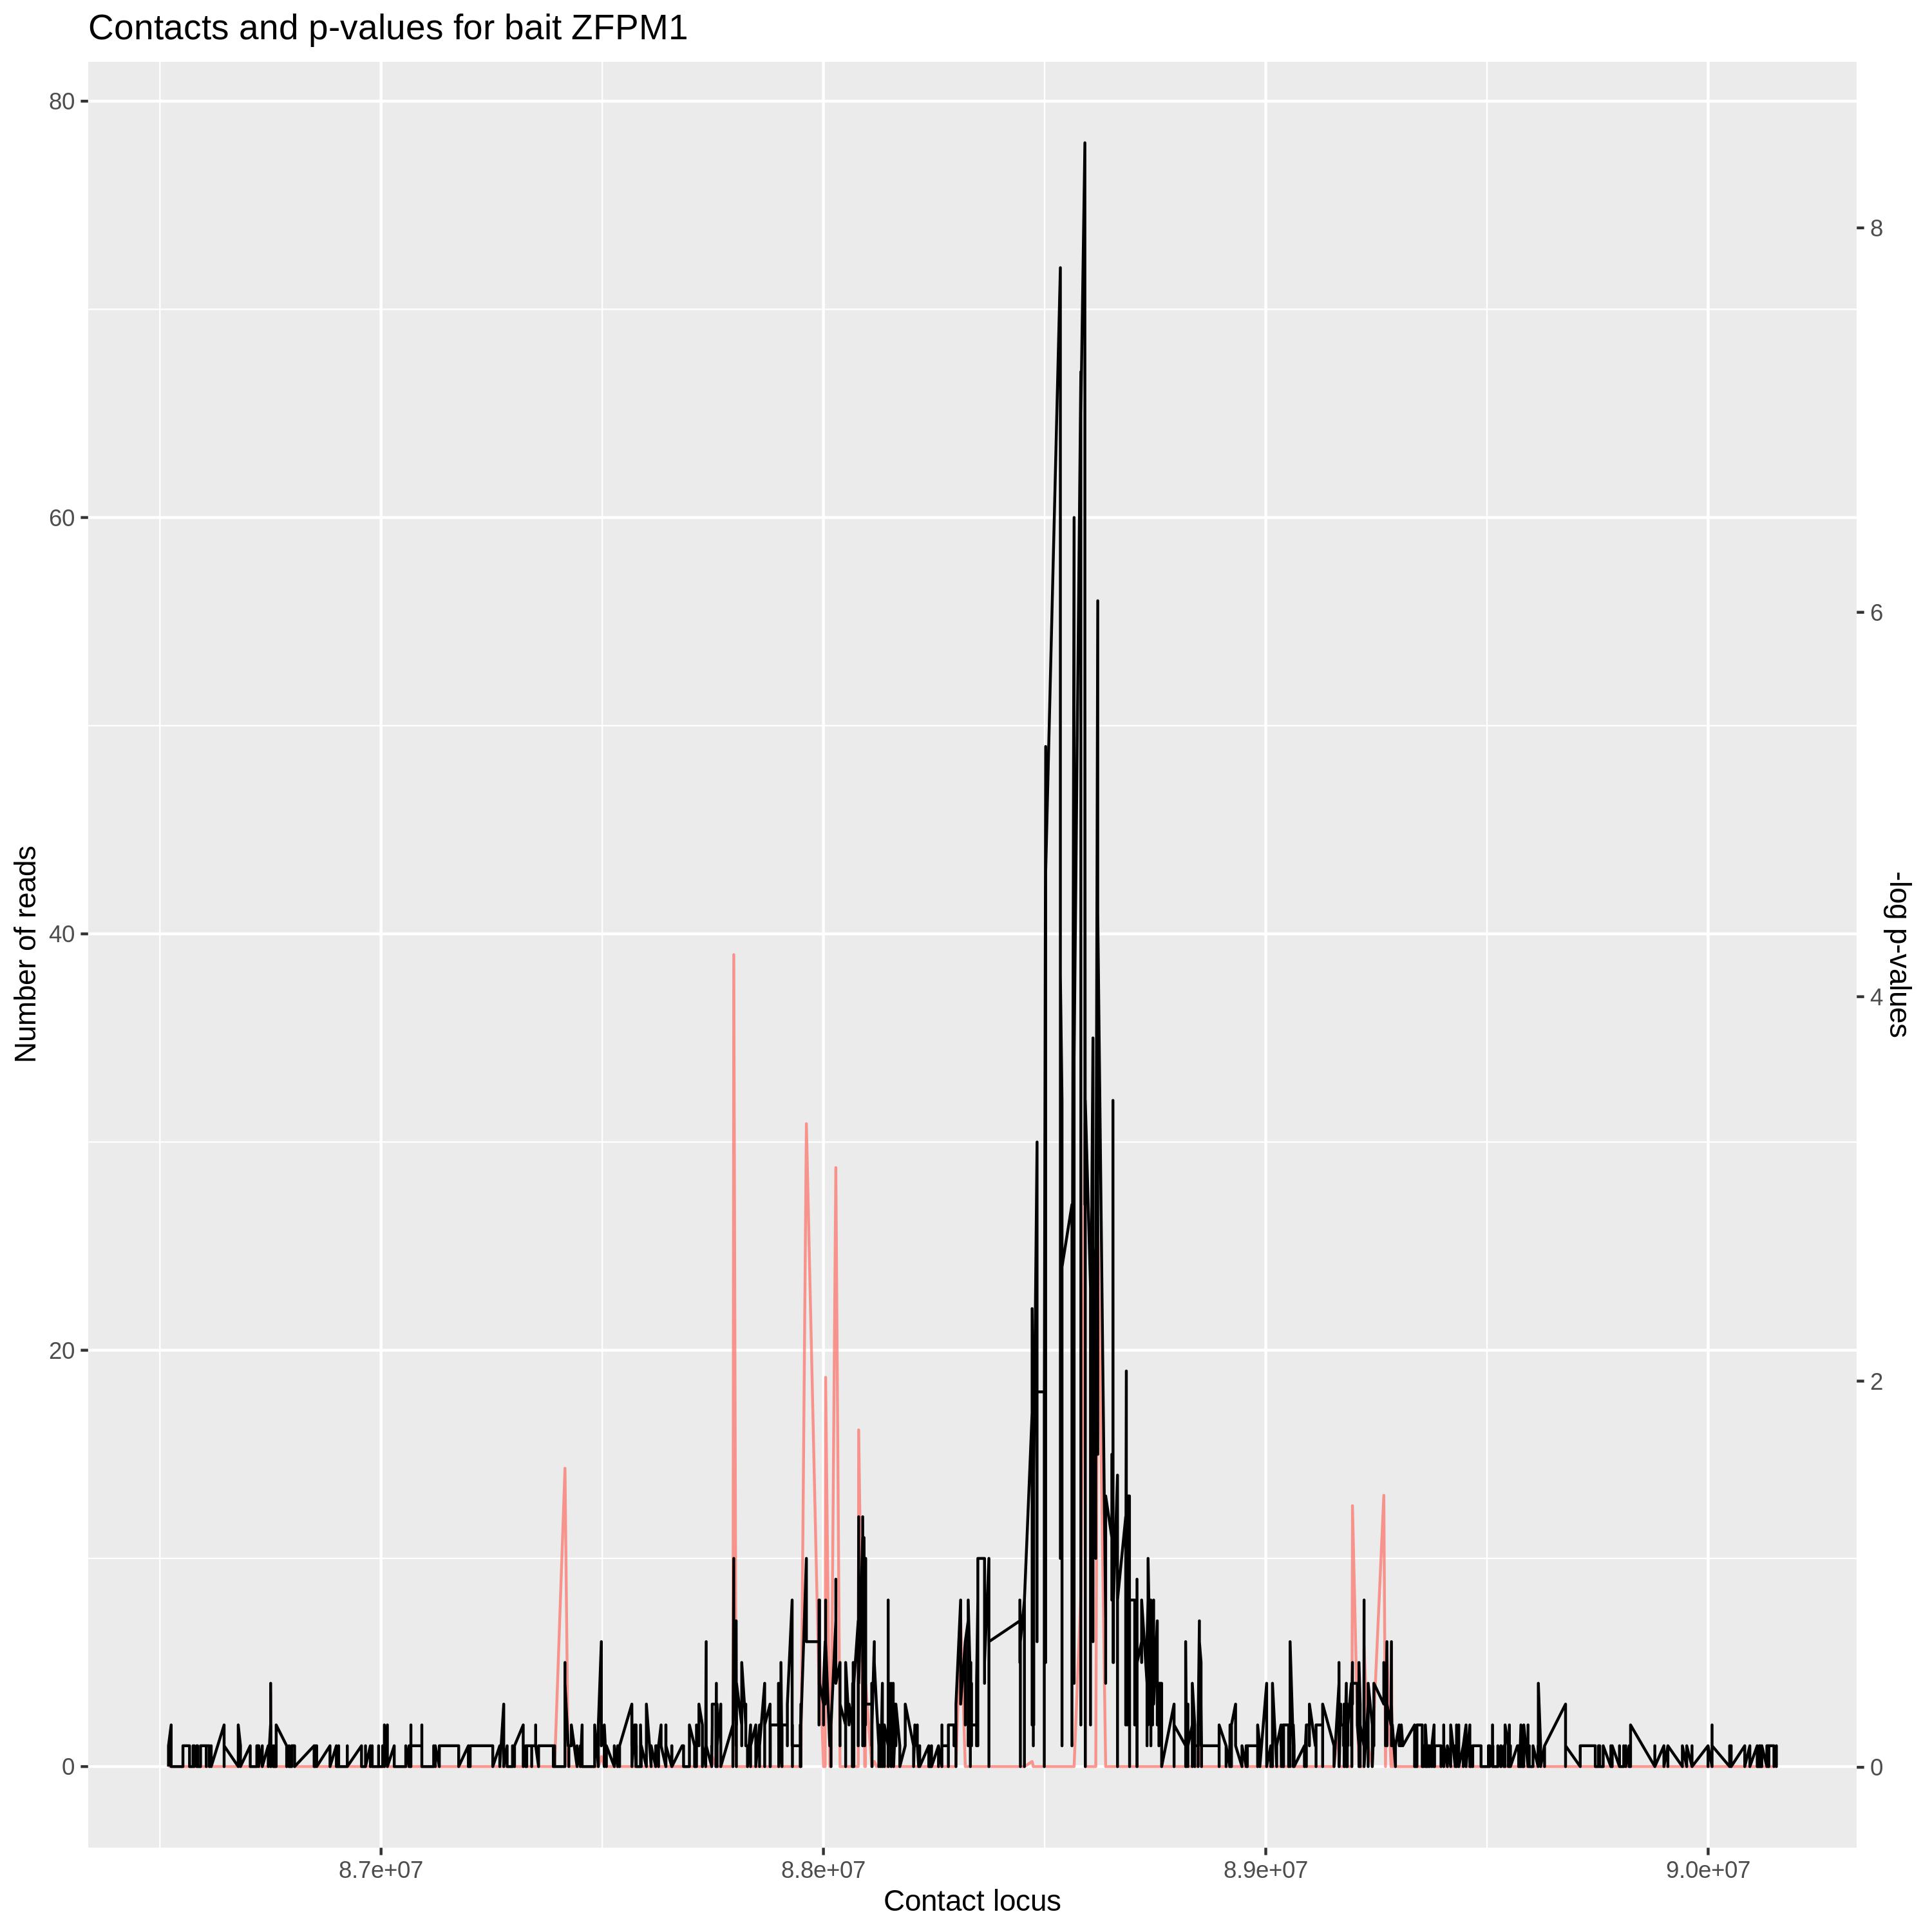 Contacts and p-values for bait ZFPM1
80
60
40
20
0
Number of reads
8
6
4
2
0
-log p-values
8.7e+07
8.8e+07
8.9e+07
9.0e+07
Contact locus